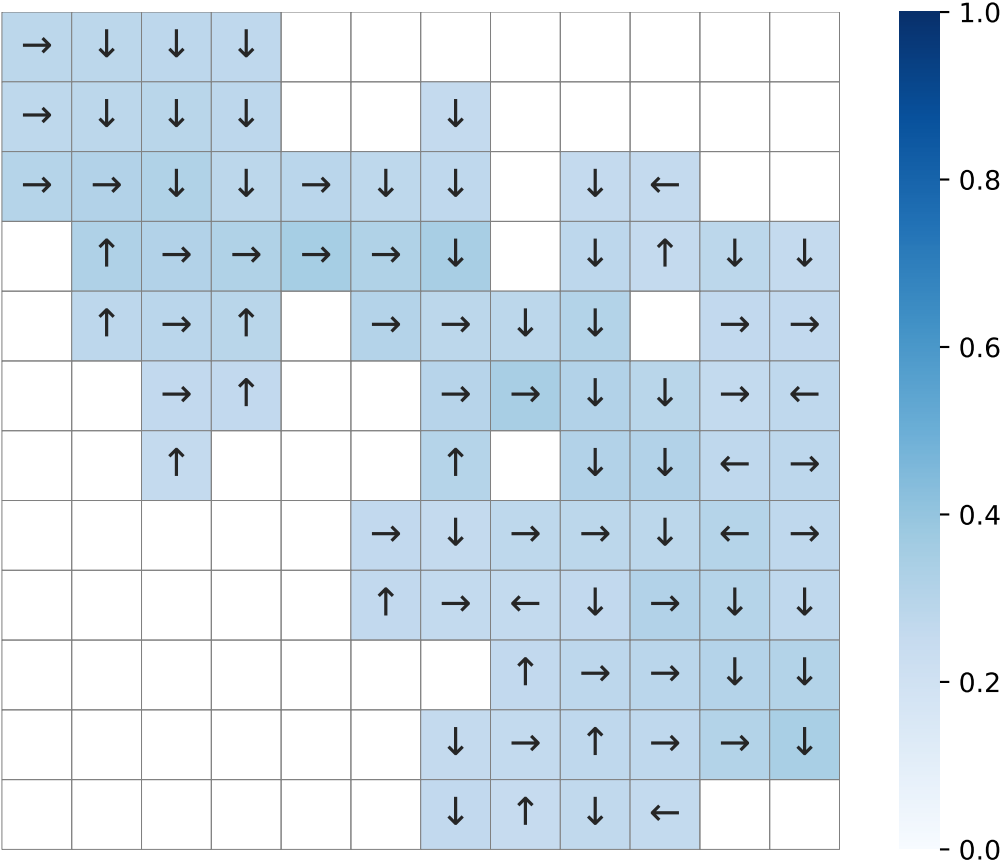 → ↓ ↓ ↓
→ ↓ ↓ ↓ ↓
→ → ↓ ↓ → ↓ ↓ ↓ ←
↑ → → → → ↓ ↓ ↑ ↓ ↓
↑ → ↑ → → ↓ ↓ → →
→ ↑ → → ↓ ↓ → ←
↑ ↑ ↓ ↓ ← →
→ ↓ → → ↓ ← →
↑ → ← ↓ → ↓ ↓
↑ → → ↓ ↓
↓ → ↑ → → ↓
↓ ↑ ↓ ←
1.0
0.8
0.6
0.4
0.2
0.0